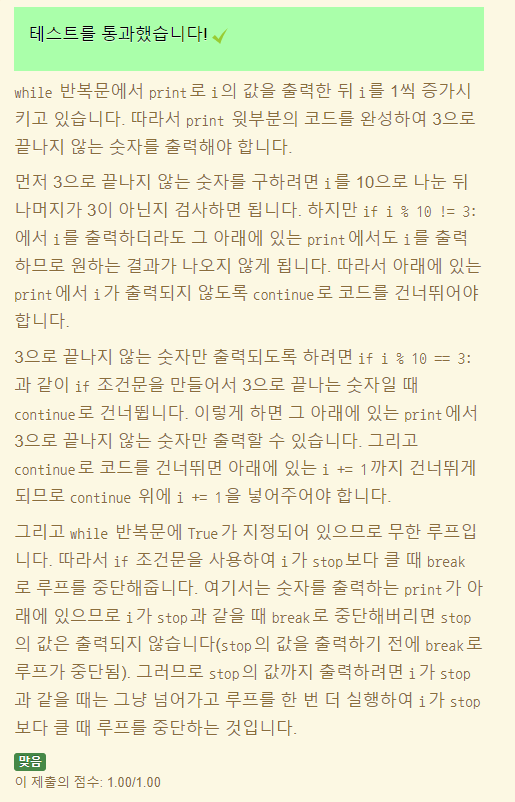 테스트를 통과했습니다!
while 반복문에서 print로 i의 값을 출력한 뒤 i를 1씩 증가시
키고 있습니다. 따라서 print 윗부분의 코드를 완성하여 3으로
끝나지 않는 숫자를 출력해야 합니다.
먼저 3으로 끝나지 않는 숫자를 구하려면 i를 10으로 나눈 뒤
나머지가 3이 아닌지 검사하면 됩니다. 하지만 if i % 10 != 3:
에서 i를 출력하더라도 그 아래에 있는 print에서도 i를 출력
하므로 원하는 결과가 나오지 않게 됩니다. 따라서 아래에 있는
print에서 i가 출력되지 않도록 continue로 코드를 건너뛰어야
합니다.
3으로 끝나지 않는 숫자만 출력되도록 하려면 if i % 10 == 3:
과 같이 if 조건문을 만들어서 3으로 끝나는 숫자일 때
continue로 건너뜁니다. 이렇게 하면 그 아래에 있는 print에서
3으로 끝나지 않는 숫자만 출력할 수 있습니다. 그리고
continue로 코드를 건너뛰면 아래에 있는 i += 1까지 건너뛰게
되므로 continue 위에 i += 1을 넣어주어야 합니다.
그리고 while 반복문에 True가 지정되어 있으므로 무한 루프입
니다. 따라서 if 조건문을 사용하여 i가 stop보다 클 때 break
로 루프를 중단해줍니다. 여기서는 숫자를 출력하는 print가 아
래에 있으므로 i가 stop과 같을 때 break로 중단해버리면 stop
의 값은 출력되지 않습니다(stop의 값을 출력하기 전에 break로
루프가 중단됨). 그러므로 stop의 값까지 출력하려면 i가 stop
과 같을 때는 그냥 넘어가고 루프를 한 번 더 실행하여 i가 stop
보다 클 때 루프를 중단하는 것입니다.
맞음
이 제출의 점수: 1.00/1.00